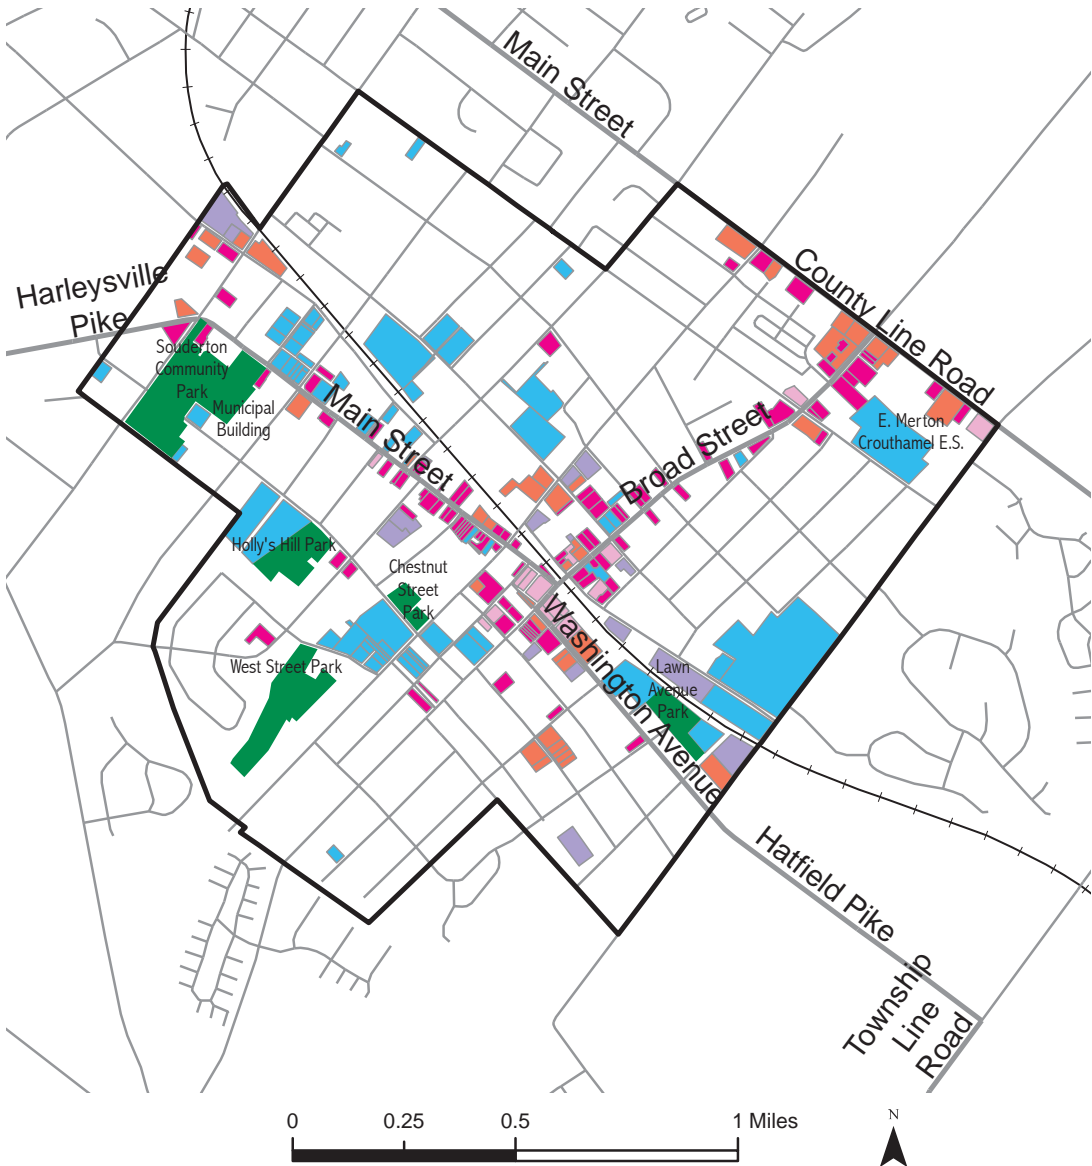 Main Street
Harleysville
Pike
County Line Road
Souderton
Community
Park
Municipal
Building
Main Street
Broad Street
E. Merton
Crouthamel E.S.
Holly's Hill Park
Chestnut
Street
Park
West Street Park
Washington Avenue
Lawn
Avenue
Park
Hatfield Pike
Township
Line
Road
0
0.25
0.5
1 Miles
N